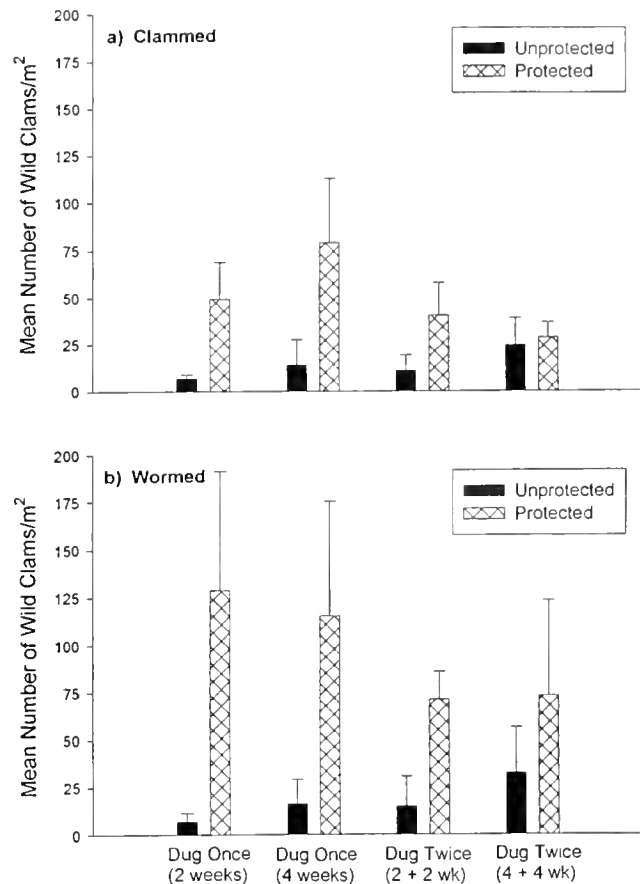 a) Clammed
Unprotected
Protected
Mean Number of Wild Clams/m²
200
175
150
125
100
75
50
25
0
b) Wormed
Unprotected
Protected
Mean Number of Wild Clams/m²
200
175
150
125
100
75
50
25
0
Dug Once Dug Once Dug Twice Dug Twice
(2 weeks) (4 weeks) (2 + 2 wk) (4 + 4 wk)